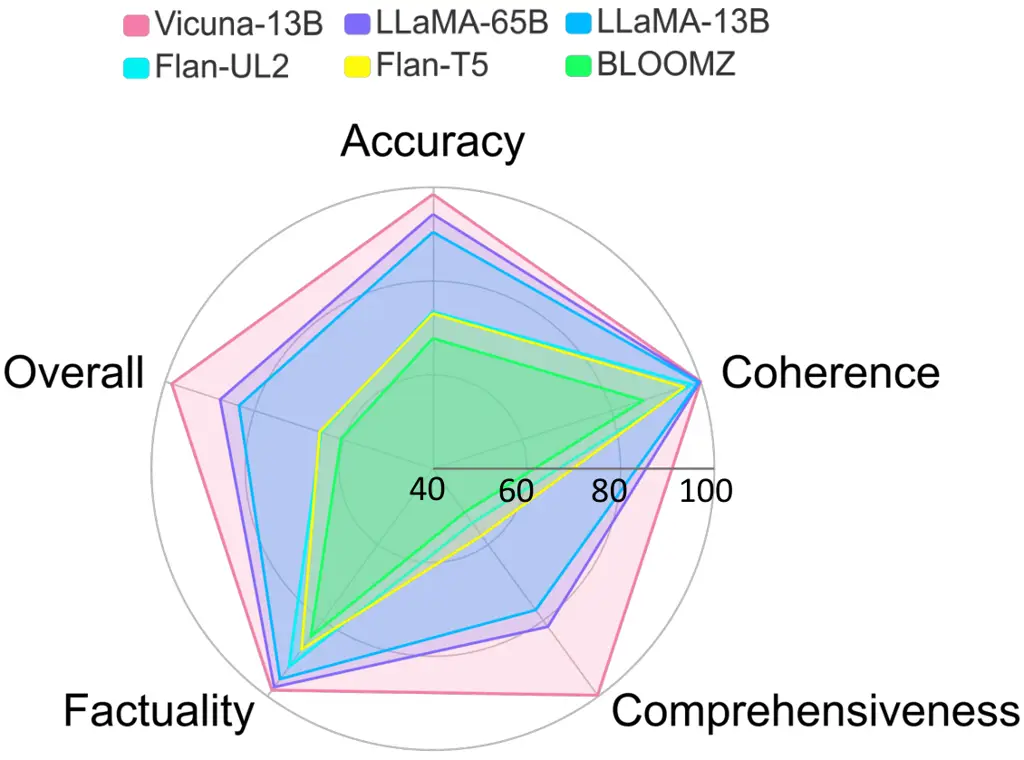 Vicuna-13B LLaMA-65B LLaMA-13B
Flan-UL2 Flan-T5 BLOOMZ
Accuracy
Overall
Coherence
40 60 80 100
Factuality
Comprehensiveness